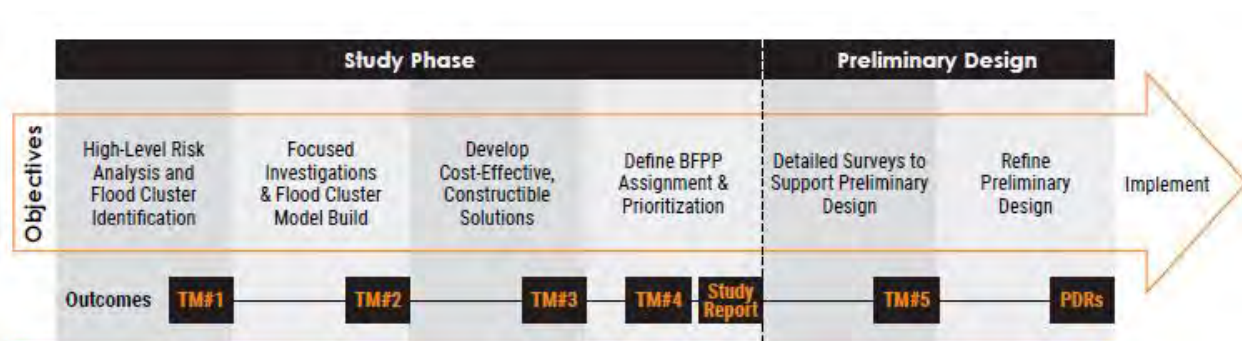 Study Phase
Preliminary Design
Objectives
High-Level Risk
Analysis and
Flood Cluster
Identification
Focused
Investigations
& Flood Cluster
Model Build
Develop
Cost-Effective,
Constructible
Solutions
Define BFPP
Assignment &
Prioritization
Detailed Surveys to
Support Preliminary
Design
Refine
Preliminary
Design
Implement
Outcomes
TM#1
TM#2
TM#3
TM#4
Study
Report
TM#5
PDRs